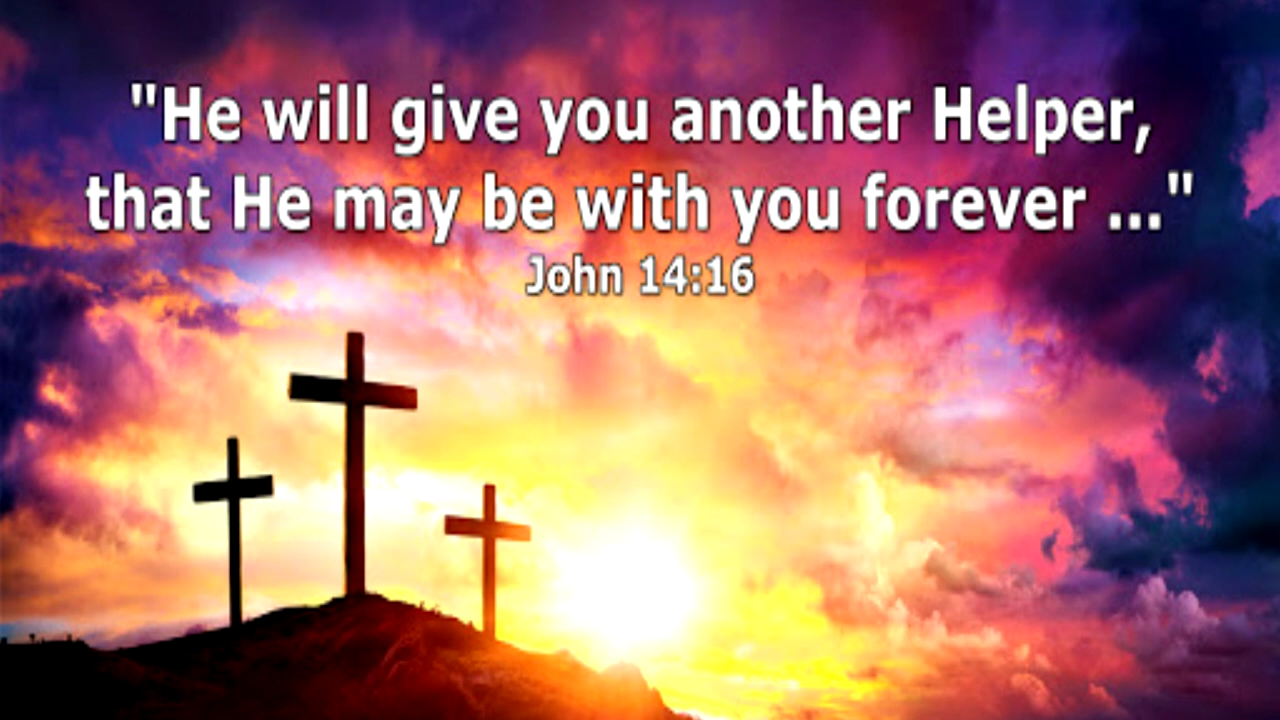 "He will give you another Helper,
that He may be with you forever ..."
John 14:16